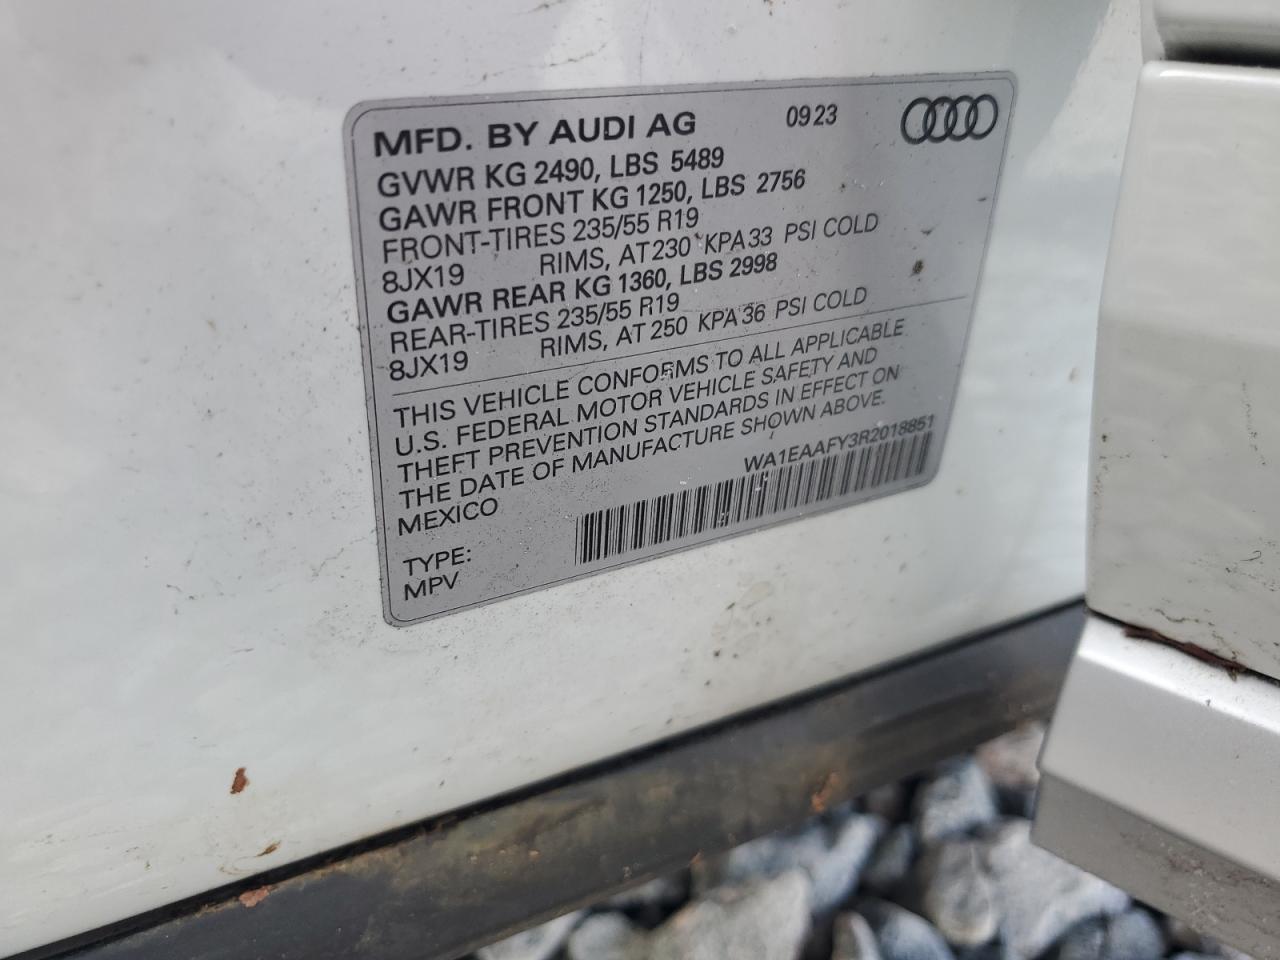 MFD. BY AUDI AG 09 23
GVWR KG 2490, LBS 5489
GAWR FRONT KG 1250, LBS 2756
FRONT-TIRES 235/55 R19
8JX19 RIMS, AT 230 KPA 33 PSI COLD
GAWR REAR KG 1360, LBS 2998
REAR-TIRES 235/55 R19
8JX19 RIMS, AT 250 KPA 36 PSI COLD
THIS VEHICLE CONFORMS TO ALL APPLICABLE
U.S. FEDERAL MOTOR VEHICLE SAFETY AND
THEFT PREVENTION STANDARDS IN EFFECT ON
THE DATE OF MANUFACTURE SHOWN ABOVE.
MEXICO WA1EAAFY3R2018851
TYPE:
MPV